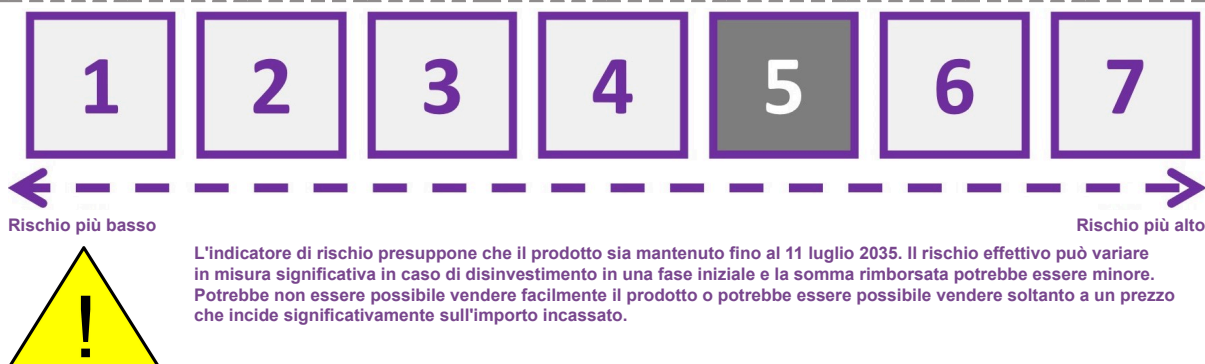 1 2 3 4 5 6 7
Rischio più basso Rischio più alto
L'indicatore di rischio presuppone che il prodotto sia mantenuto fino al 11 luglio 2035. Il rischio effettivo può variare
in misura significativa in caso di disinvestimento in una fase iniziale e la somma rimborsata potrebbe essere minore.
Potrebbe non essere possibile vendere facilmente il prodotto o potrebbe essere possibile vendere soltanto a un prezzo
che incide significativamente sull'importo incassato.
!